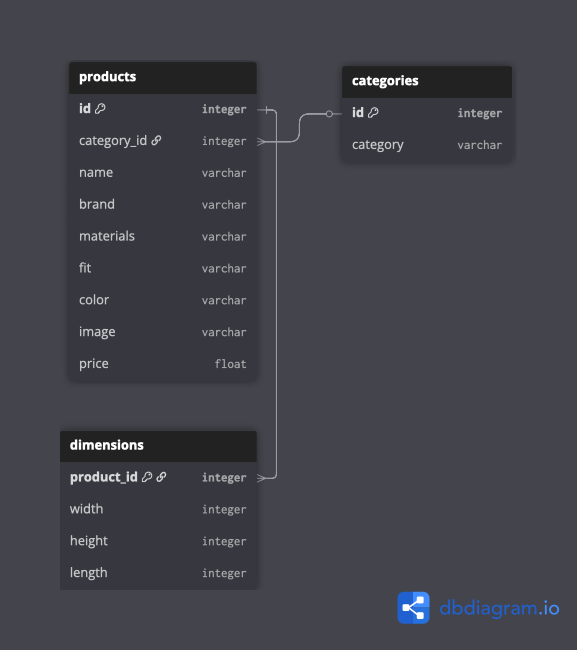 products
id integer
category_id integer
name varchar
brand varchar
materials varchar
fit varchar
color varchar
image varchar
price float
categories
id integer
category varchar
dimensions
product_id integer
width integer
height integer
length integer
dbdiagram.io